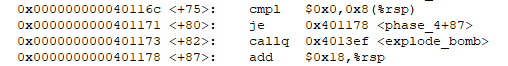 0x000000000040116c <+75>: cmpl $0x0,0x8(%rsp)
0x0000000000401171 <+80>: je 0x401178 <phase_4+87>
0x0000000000401173 <+82>: callq 0x4013ef <explode_bomb>
0x0000000000401178 <+87>: add $0x18,%rsp